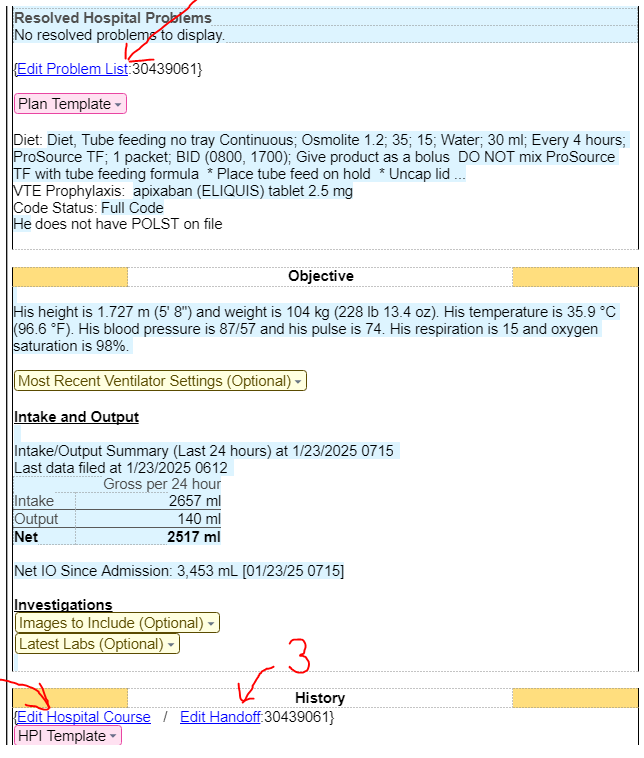 Resolved Hospital Problems
No resolved problems to display.
{Edit Problem List:30439061}
Plan Template
Diet: Diet, Tube feeding no tray Continuous; Osmolite 1.2; 35; 15; Water; 30 ml; Every 4 hours;
ProSource TF; 1 packet; BID (0800, 1700); Give product as a bolus  DO NOT mix ProSource
TF with tube feeding formula  * Place tube feed on hold  * Uncap lid ...
VTE Prophylaxis:  apixaban (ELIQUIS) tablet 2.5 mg
Code Status: Full Code
He does not have POLST on file
Objective
His height is 1.727 m (5' 8") and weight is 104 kg (228 lb 13.4 oz). His temperature is 35.9 °C
(96.6 °F). His blood pressure is 87/57 and his pulse is 74. His respiration is 15 and oxygen
saturation is 98%.
Most Recent Ventilator Settings (Optional)
Intake and Output
Intake/Output Summary (Last 24 hours) at 1/23/2025 0715
Last data filed at 1/23/2025 0612
Gross per 24 hour
Intake 2657 ml
Output 140 ml
Net 2517 ml
Net IO Since Admission: 3,453 mL [01/23/25 0715]
Investigations
Images to Include (Optional)
Latest Labs (Optional)
3
History
{Edit Hospital Course / Edit Handoff:30439061}
HPI Template